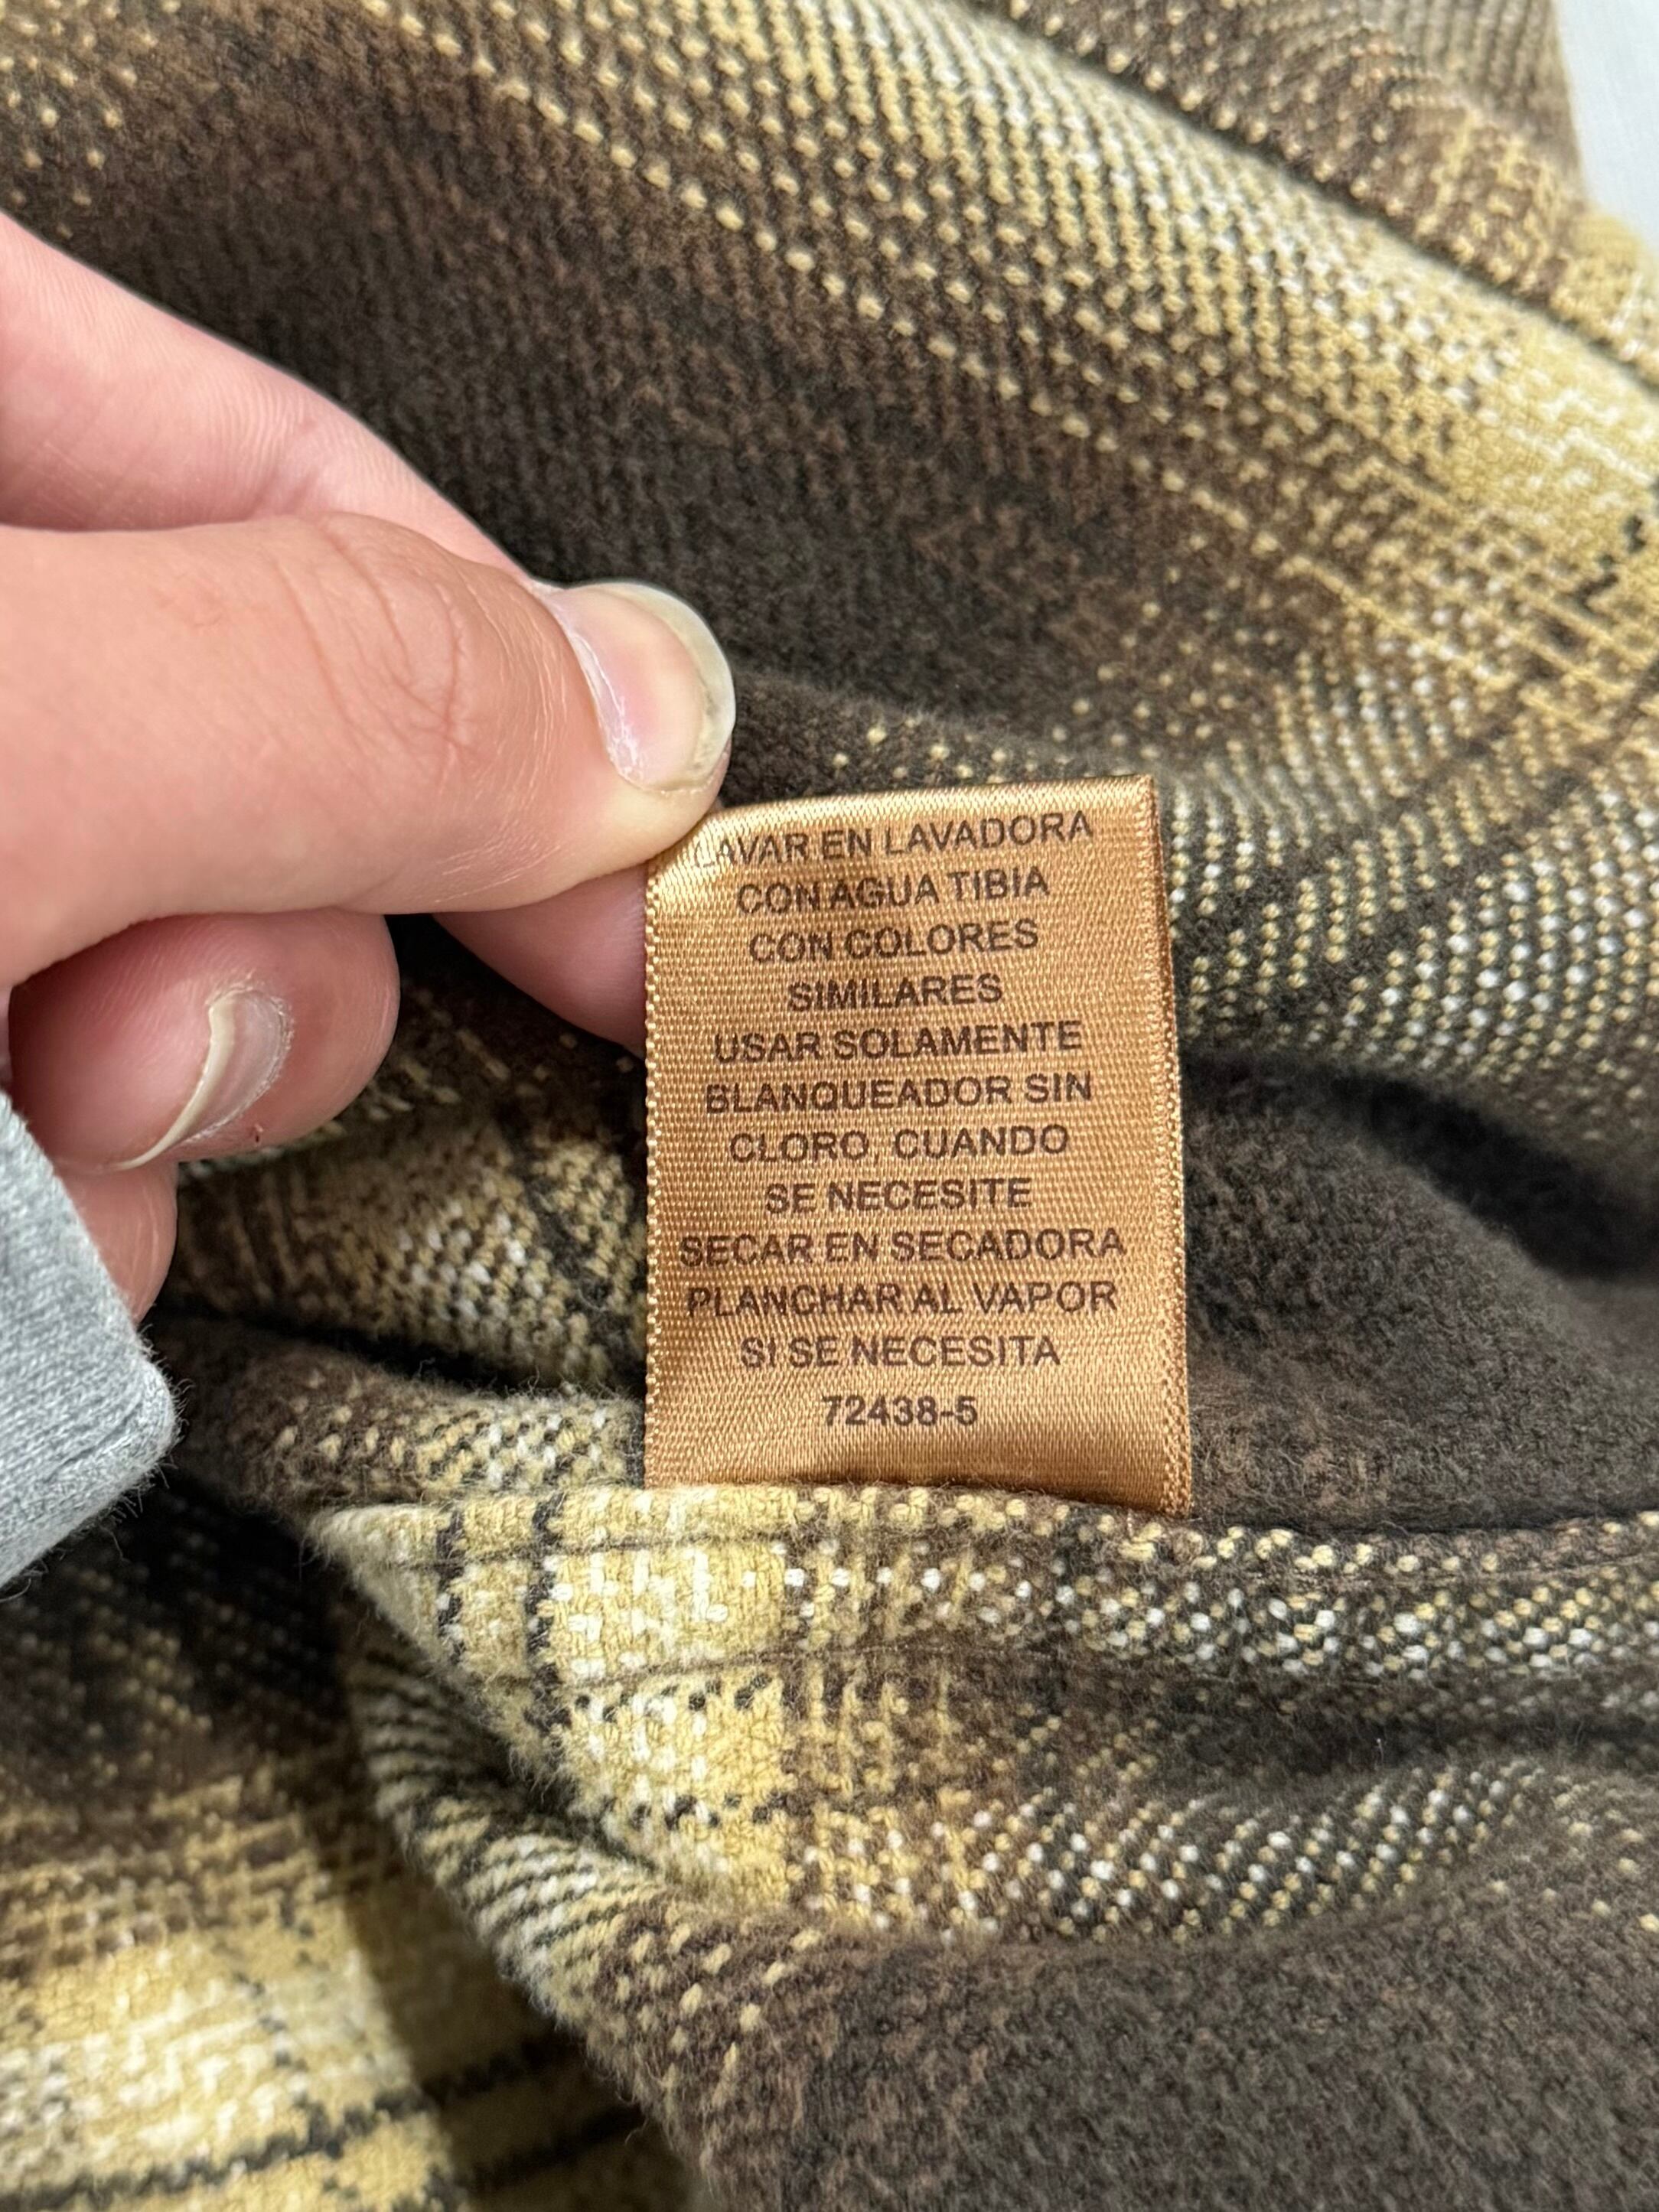 LAVAR EN LAVADORA
CON AGUA TIBIA
CON COLORES
SIMILARES
USAR SOLAMENTE
BLANQUEADOR SIN
CLORO, CUANDO
SE NECESITE
SECAR EN SECADORA
PLANCHAR AL VAPOR
SI SE NECESITA
72438-5